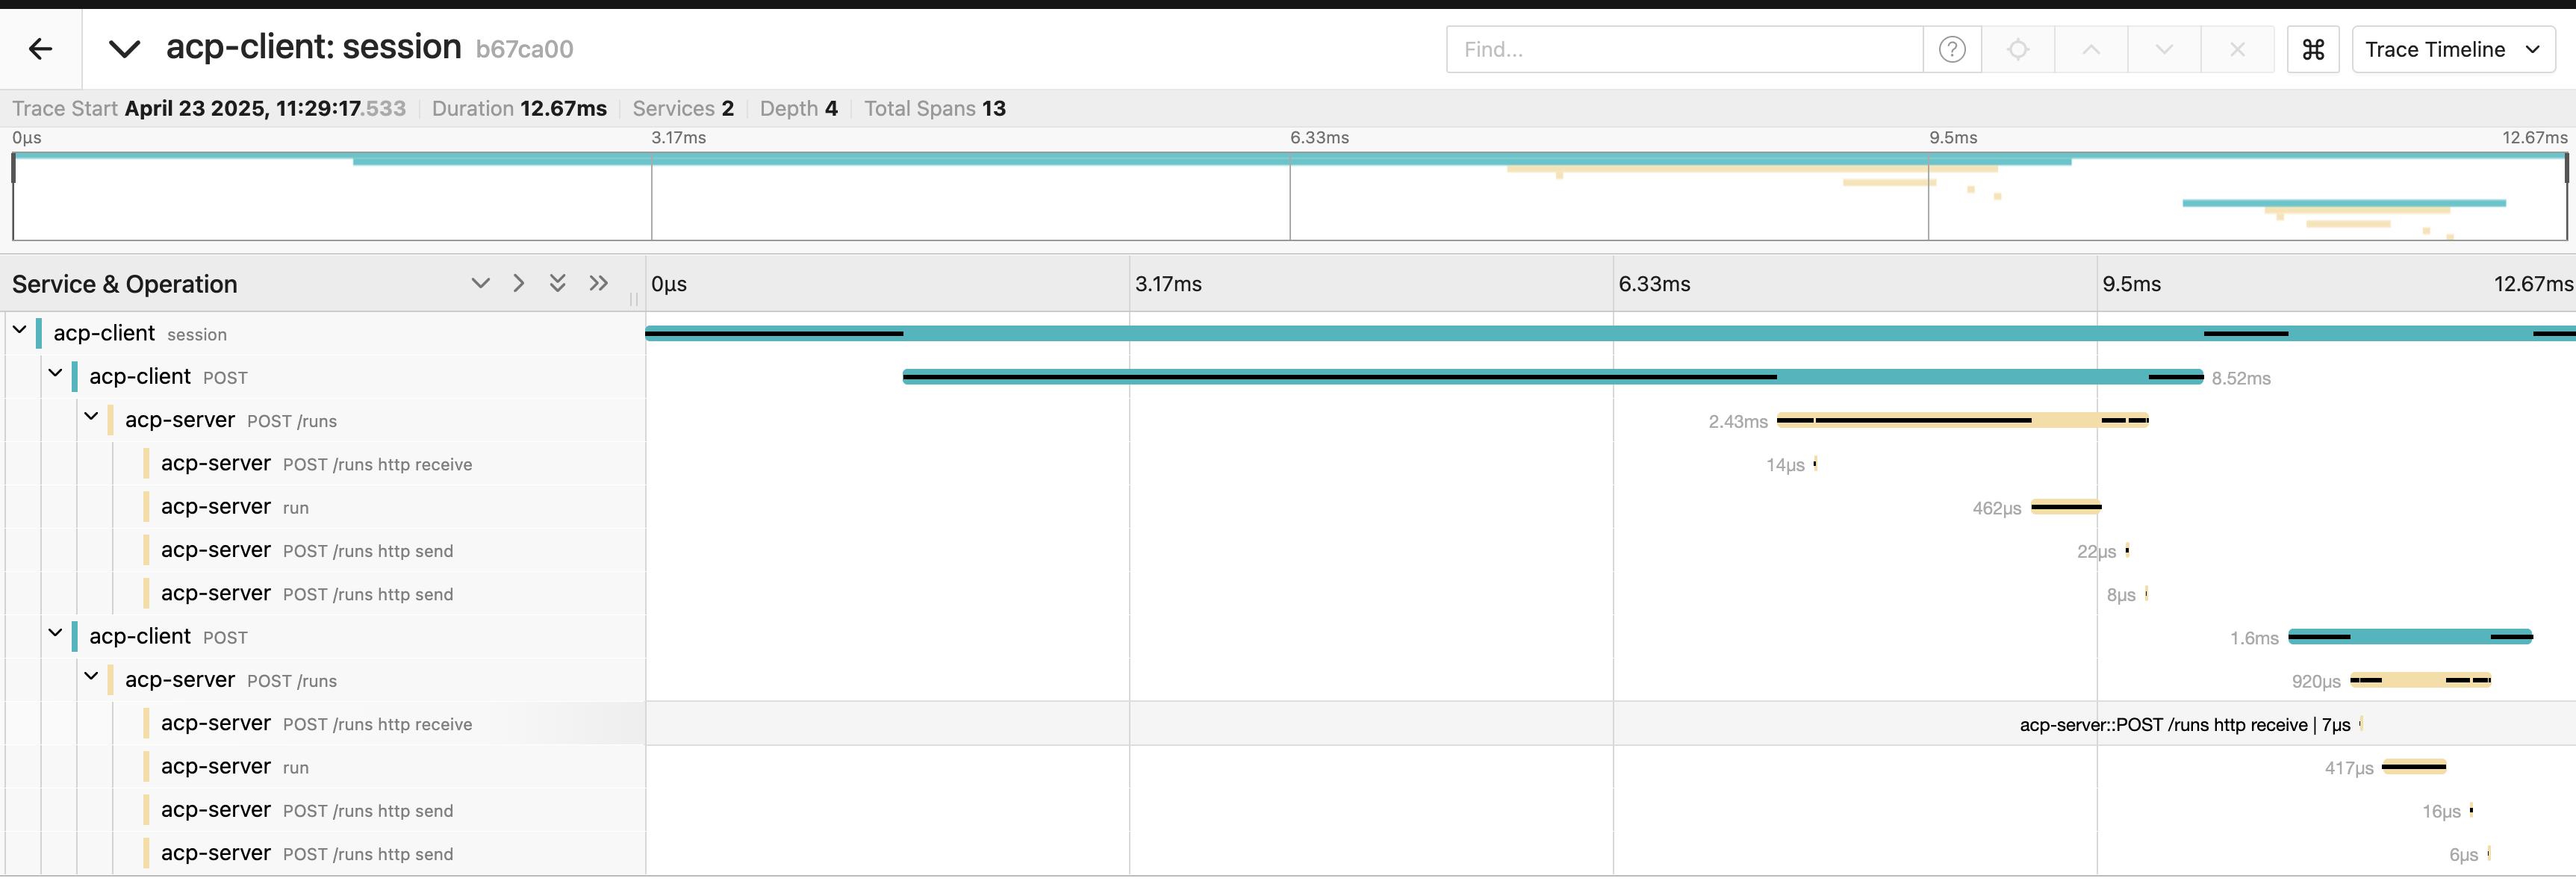 acp-client: session b67ca00
Find...
Trace Timeline
Trace Start April 23 2025, 11:29:17.533 Duration 12.67ms Services 2 Depth 4 Total Spans 13
0μs 3.17ms 6.33ms 9.5ms 12.67ms
Service & Operation 0μs 3.17ms 6.33ms 9.5ms 12.67ms
acp-client session
acp-client POST 8.52ms
acp-server POST /runs 2.43ms
acp-server POST /runs http receive 14μs
acp-server run 462μs
acp-server POST /runs http send 22μs
acp-server POST /runs http send 8μs
acp-client POST 1.6ms
acp-server POST /runs 920μs
acp-server POST /runs http receive acp-server::POST /runs http receive | 7μs
acp-server run 417μs
acp-server POST /runs http send 16μs
acp-server POST /runs http send 6μs